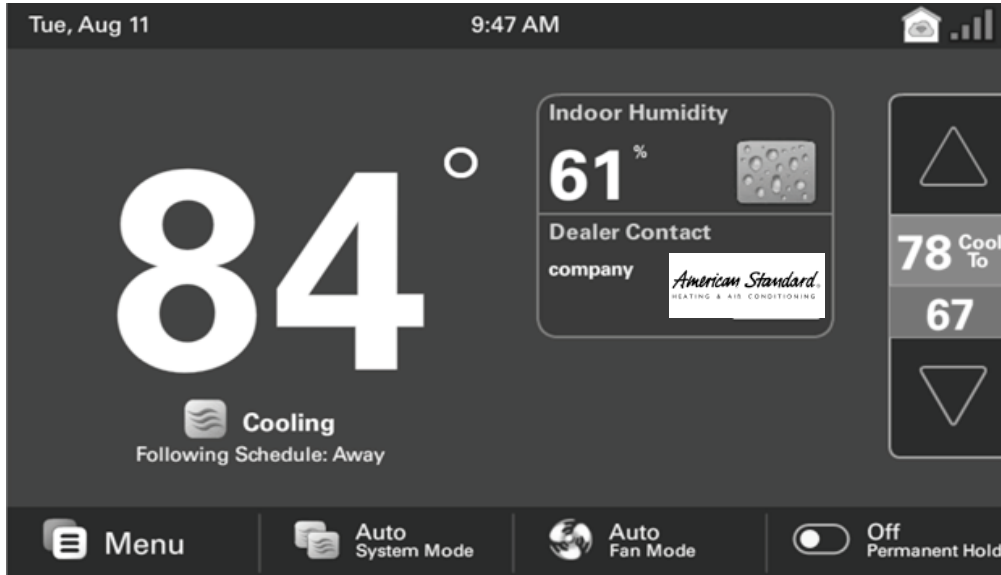 Tue, Aug 11
9:47 AM
84°
Cooling
Following Schedule: Away
Indoor Humidity
61%
Dealer Contact
company
American Standard
HEATING & AIR CONDITIONING
78 Cool To
67
Menu
Auto
System Mode
Auto
Fan Mode
Off
Permanent Hold